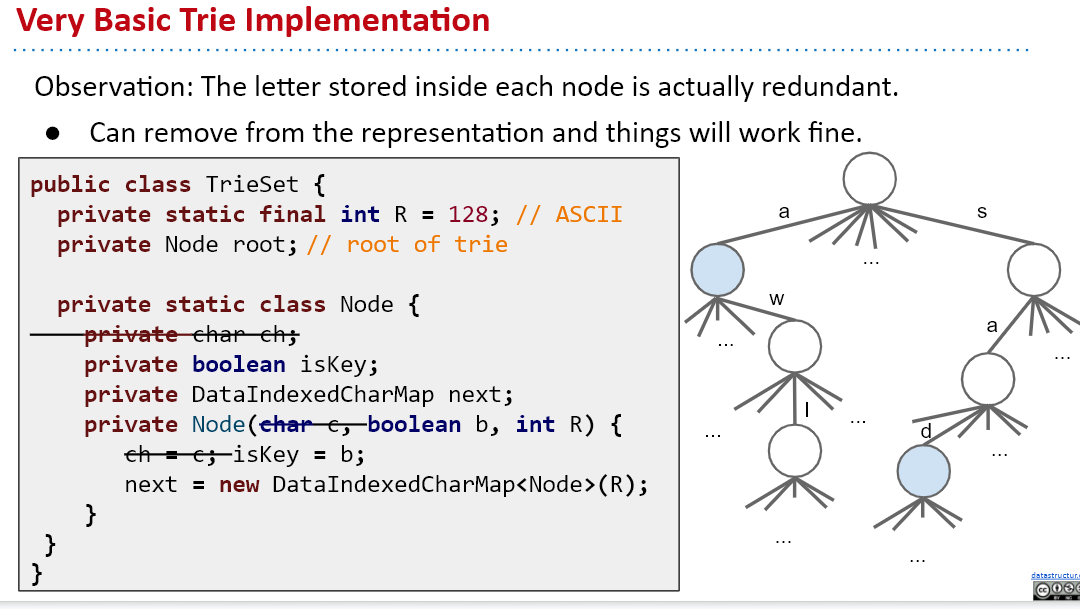 Very Basic Trie Implementation
Observation: The letter stored inside each node is actually redundant.
● Can remove from the representation and things will work fine.
public class TrieSet {
private static final int R = 128; // ASCII
private Node root; // root of trie
private static class Node {
private char ch;
private boolean isKey;
private DataIndexedCharMap next;
private Node(char c, boolean b, int R) {
ch = c; isKey = b;
next = new DataIndexedCharMap<Node>(R);
}
}
}
a
s
...
w
a
...
...
l
...
...
d
...
...
...